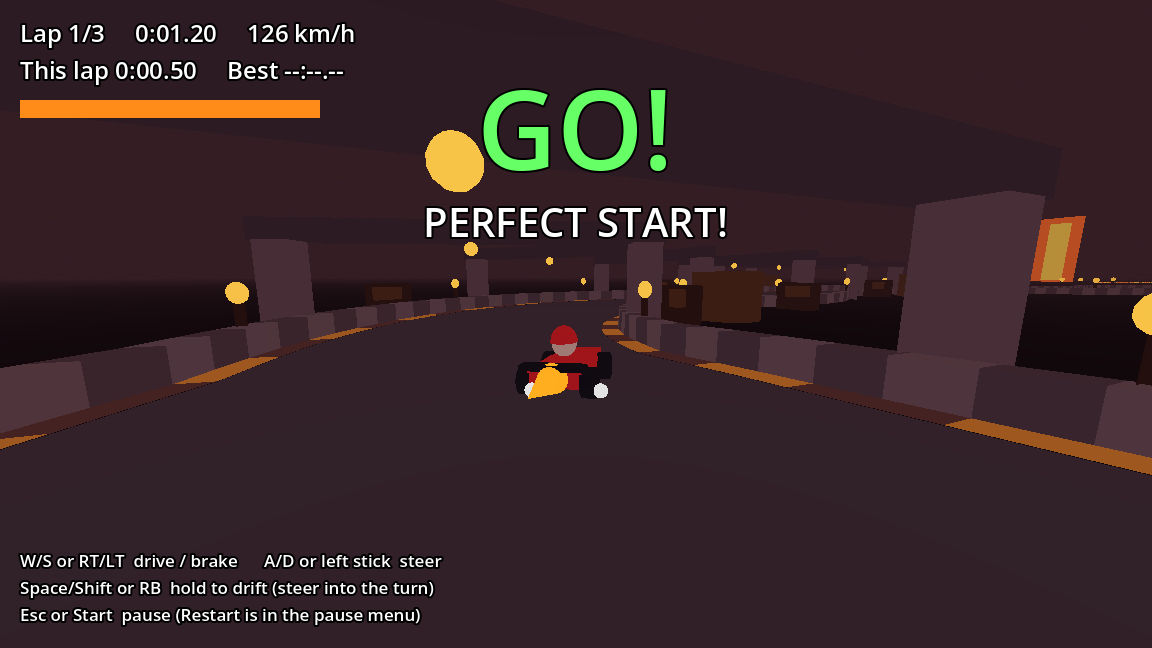 Lap 1/3 0:01.20 126 km/h
This lap 0:00.50 Best --:--.--
GO!
PERFECT START!
W/S or RT/LT drive / brake A/D or left stick steer
Space/Shift or RB hold to drift (steer into the turn)
Esc or Start pause (Restart is in the pause menu)